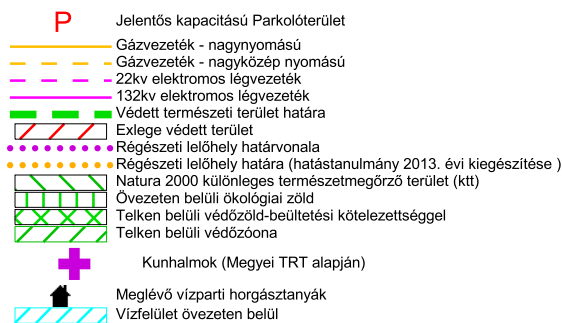 P Jelentős kapacitású Parkolóterület
Gázvezeték - nagynyomású
Gázvezeték - nagyközép nyomású
22kv elektromos légvezeték
132kv elektromos légvezeték
Védett természeti terület határa
Exlege védett terület
Régészeti lelőhely határvonala
Régészeti lelőhely határa (hatástanulmány 2013. évi kiegészítése )
Natura 2000 különleges természetmegőrző terület (ktt)
Övezeten belüli ökológiai zöld
Telken belüli védőzöld-beültetési kötelezettséggel
Telken belüli védőzóona
Kunhalmok (Megyei TRT alapján)
Meglévő vízparti horgásztanyák
Vízfelület övezeten belül